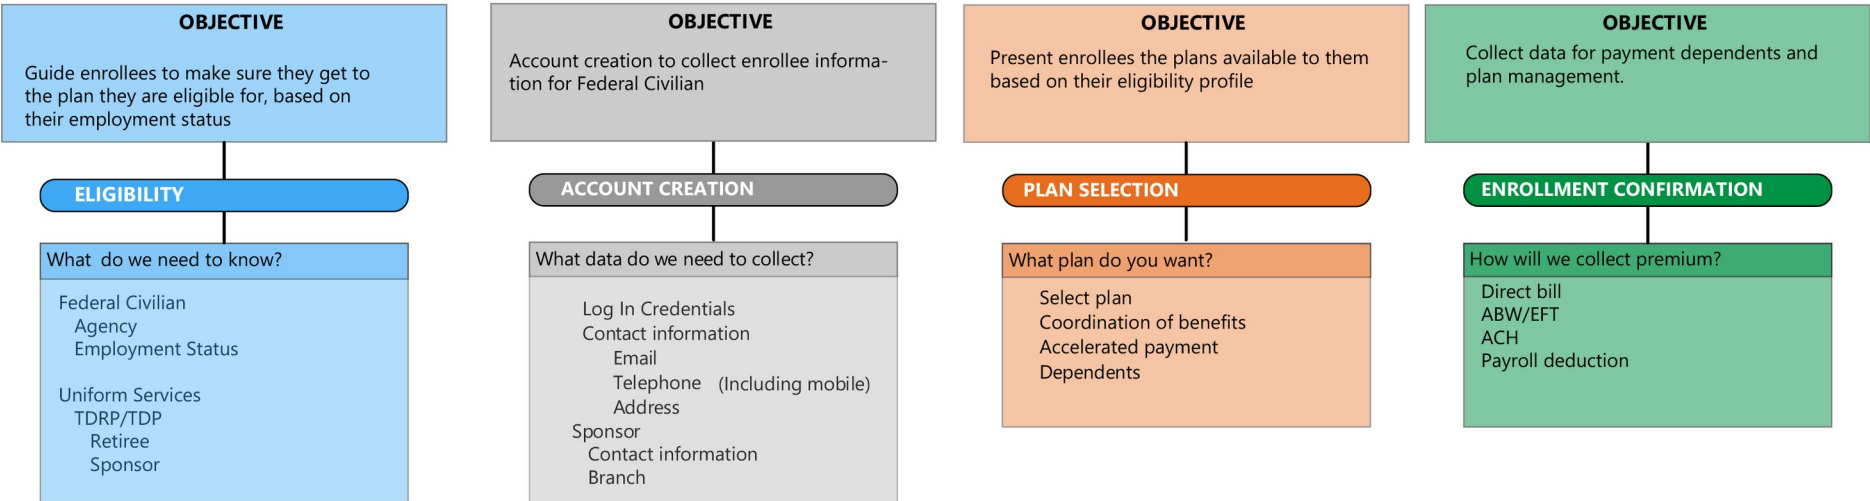 OBJECTIVE
Guide enrollees to make sure they get to
the plan they are eligible for, based on
their employment status
ELIGIBILITY
What do we need to know?
Federal Civilian
Agency
Employment Status
Uniform Services
TDRP/TDP
Retiree
Sponsor
OBJECTIVE
Account creation to collect enrollee informa-
tion for Federal Civilian
ACCOUNT CREATION
What data do we need to collect?
Log In Credentials
Contact information
Email
Telephone (Including mobile)
Address
Sponsor
Contact information
Branch
OBJECTIVE
Present enrollees the plans available to them
based on their eligibility profile
PLAN SELECTION
What plan do you want?
Select plan
Coordination of benefits
Accelerated payment
Dependents
OBJECTIVE
Collect data for payment dependents and
plan management.
ENROLLMENT CONFIRMATION
How will we collect premium?
Direct bill
ABW/EFT
ACH
Payroll deduction